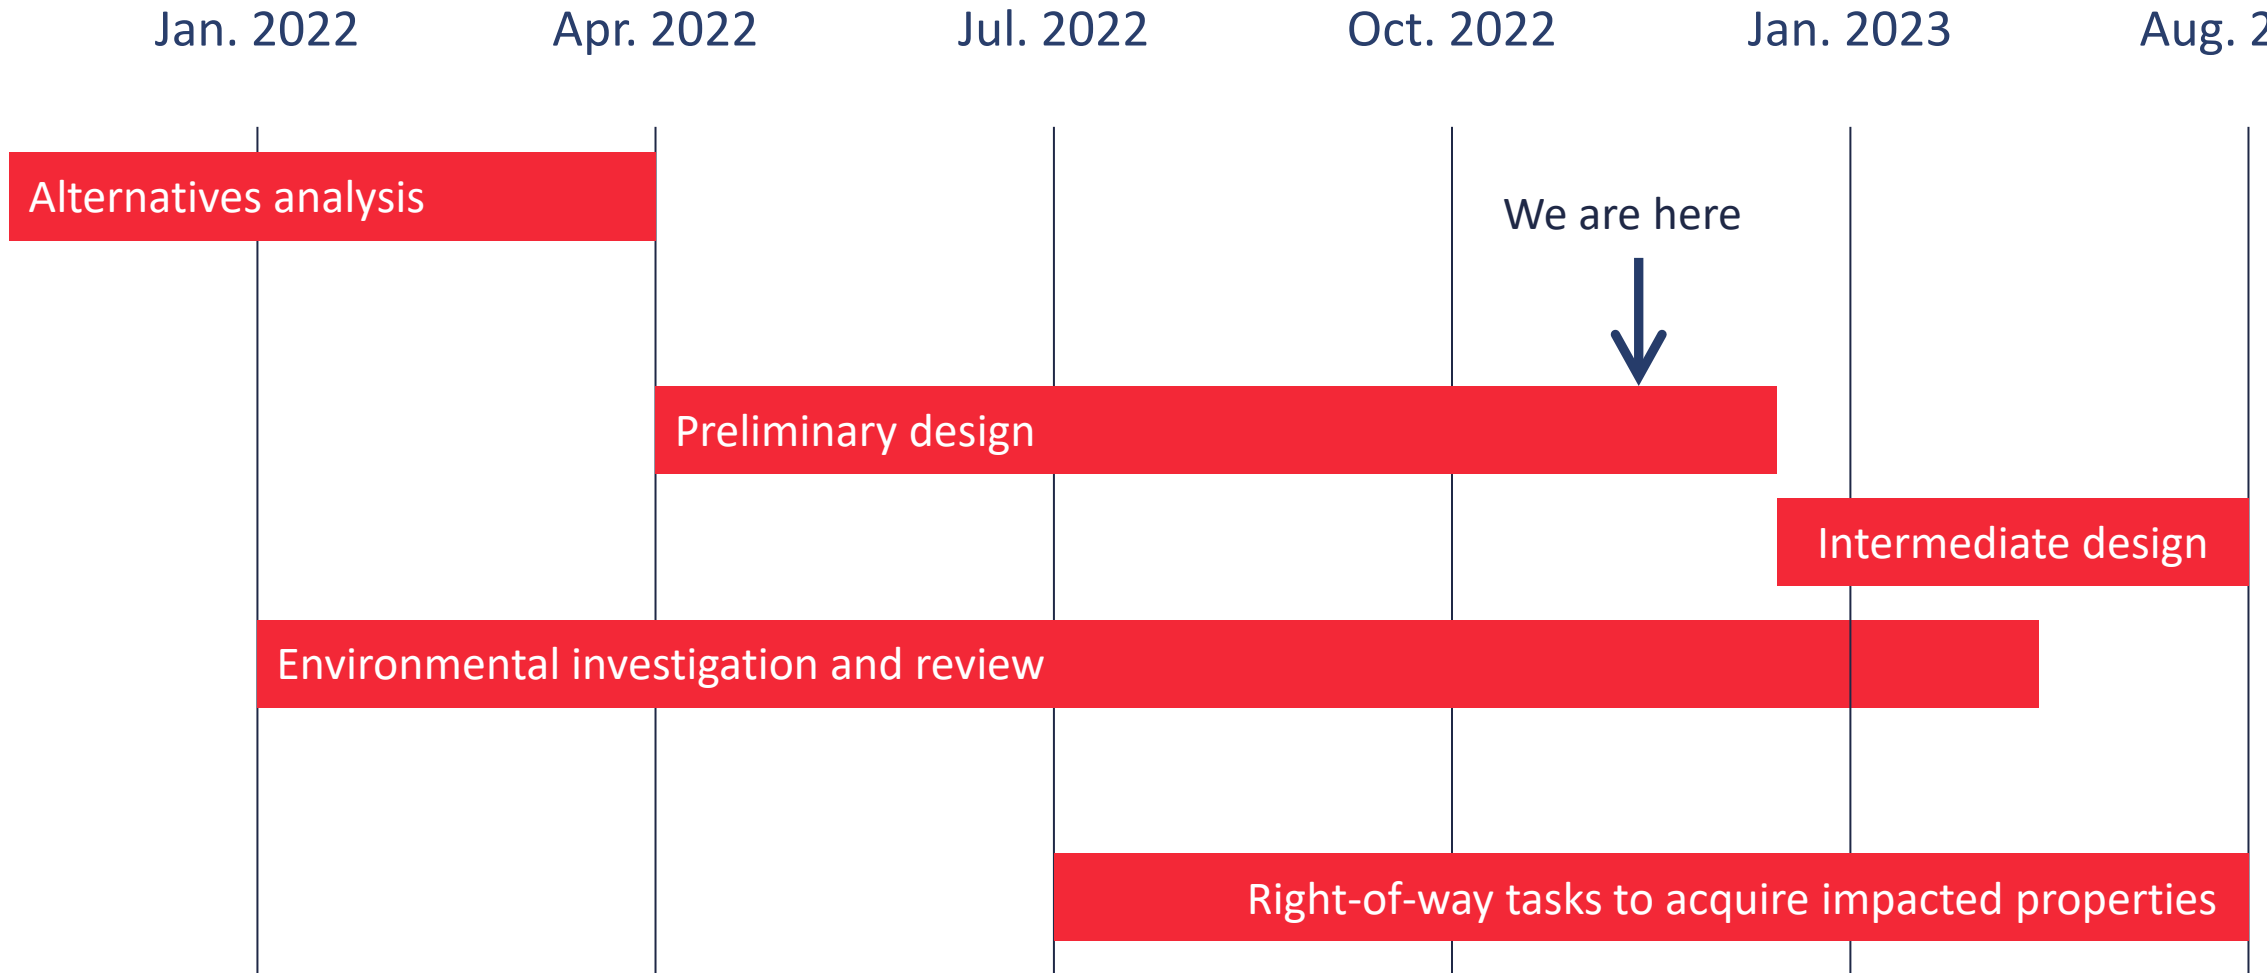 Jan. 2022 Apr. 2022 Jul. 2022 Oct. 2022 Jan. 2023 Aug. 2
Alternatives analysis
We are here
Preliminary design
Intermediate design
Environmental investigation and review
Right-of-way tasks to acquire impacted properties